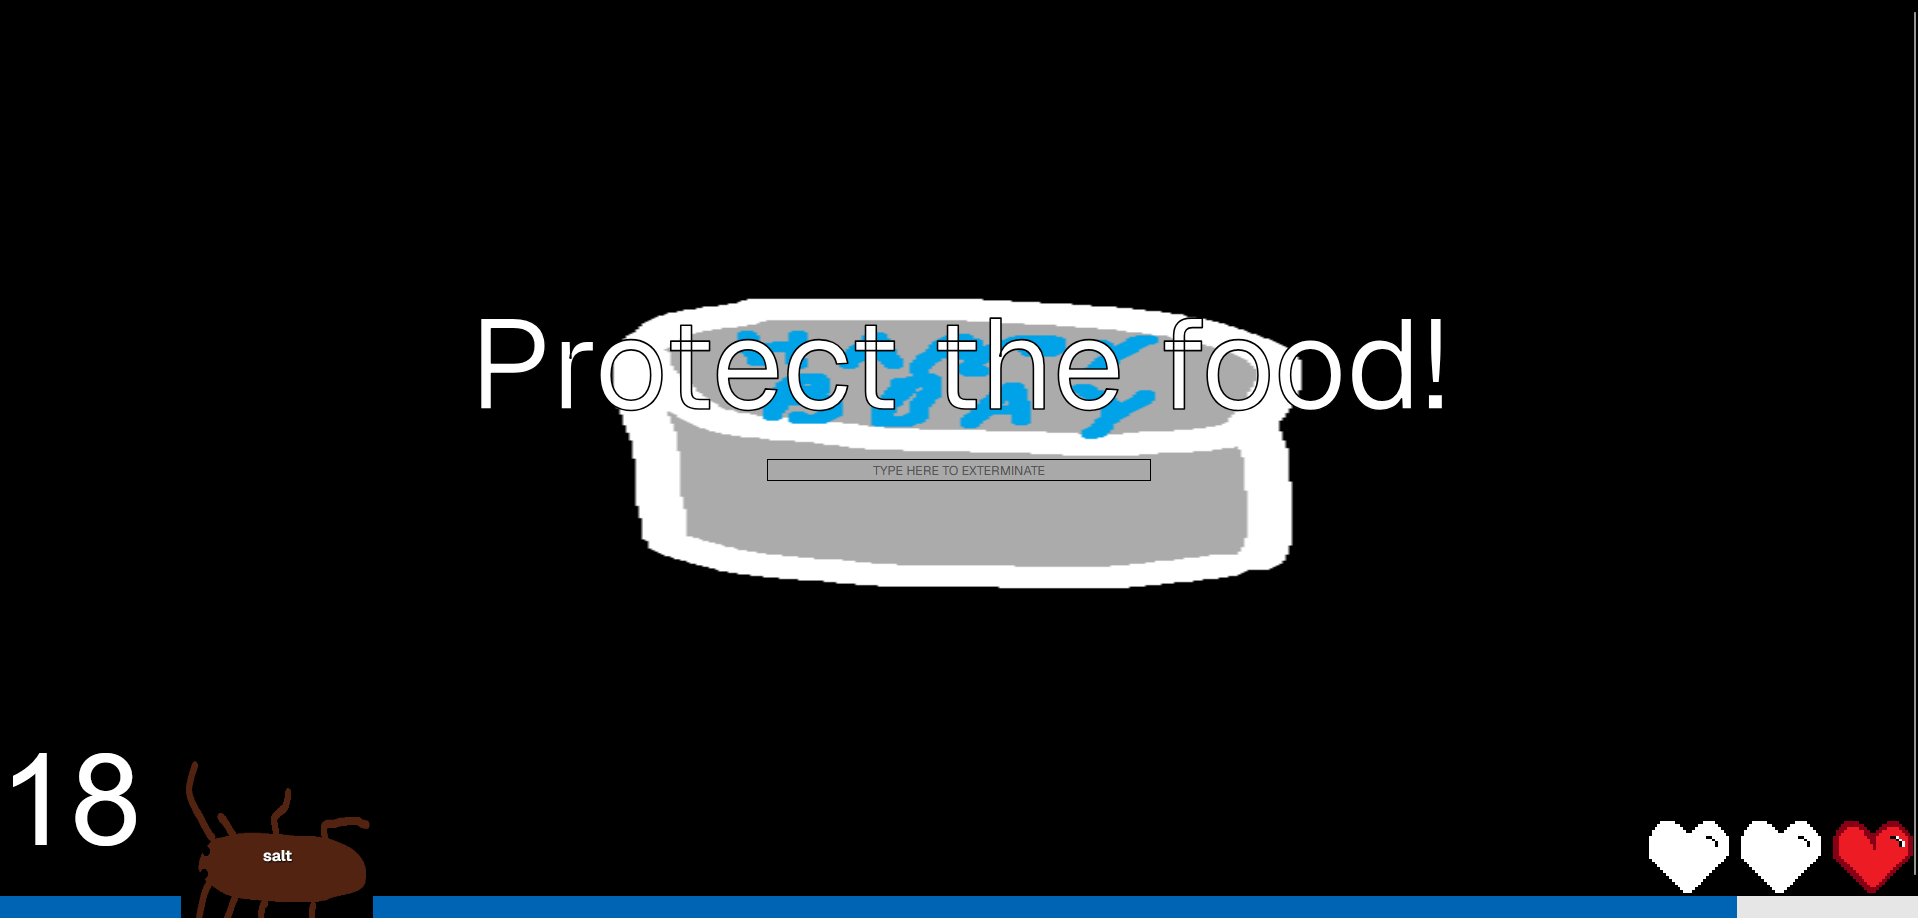 Protect the food!
TYPE HERE TO EXTERMINATE
18
salt